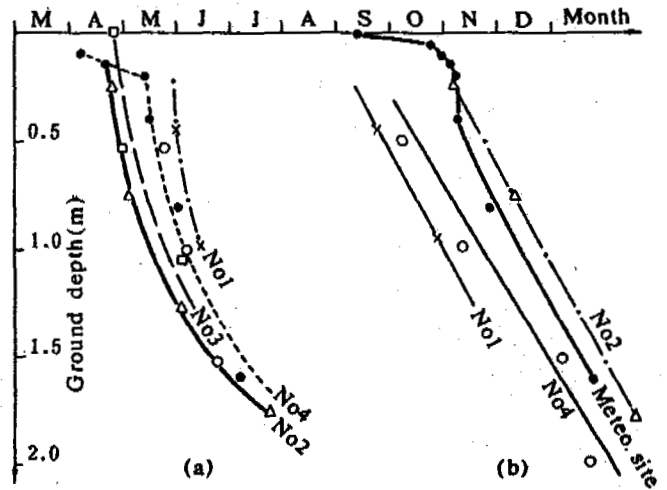 M A M J J A S O N D Month
0.5
1.0
1.5
2.0
Ground depth(m)
No1
No3
No4
No2
(a)
No1
No4
No2
Meteo. site
(b)